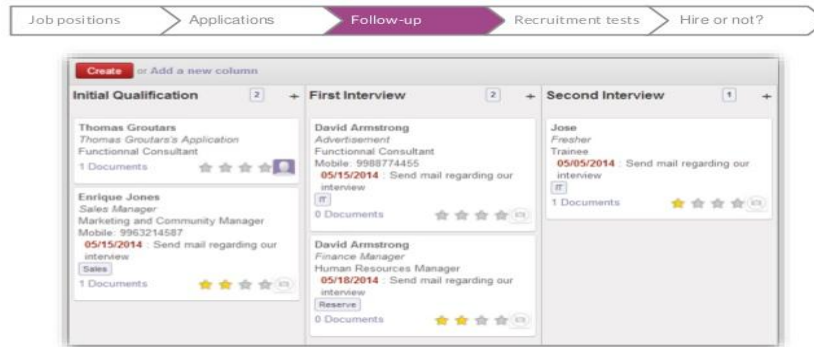 Job positions
Applications
Follow-up
Recruitment tests
Hire or not?
Create or Add a new column
Initial Qualification 2
Thomas Groutars
Thomas Groutars's Application
Functionnal Consultant
1 Documents
Enrique Jones
Sales Manager
Marketing and Community Manager
Mobile: 9963214587
05/15/2014 : Send mail regarding our
interview
Sales
1 Documents
First Interview 2
David Armstrong
Advertisement
Functionnal Consultant
Mobile: 9988774455
05/15/2014 : Send mail regarding our
interview
IT
0 Documents
David Armstrong
Finance Manager
Human Resources Manager
05/18/2014 : Send mail regarding our
interview
Reserve
0 Documents
Second Interview 1
Jose
Fresher
Trainee
05/05/2014 : Send mail regarding our
interview
IT
1 Documents